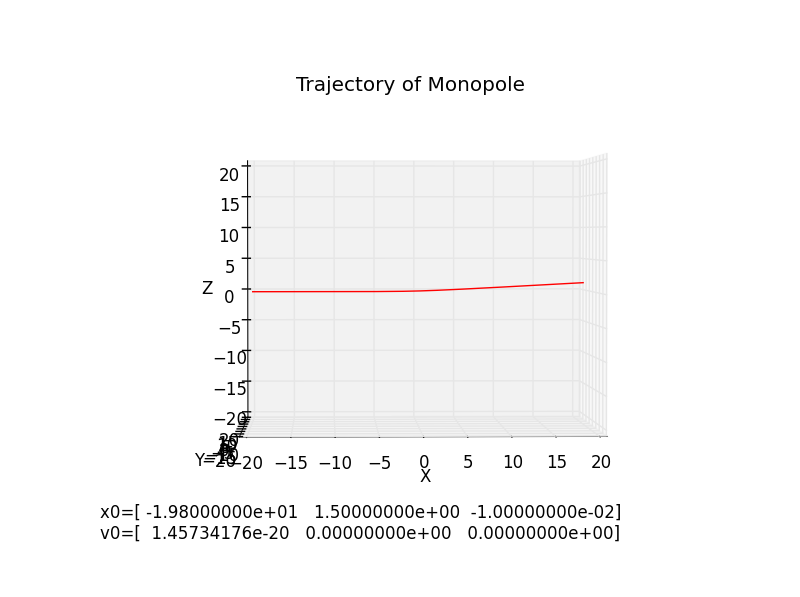 Trajectory of Monopole
20
15
10
5
Z
0
−5
−10
−15
−20
Y
−20 −15 −10 −5 0 5 10 15 20
X
x0=[ -1.98000000e+01 1.50000000e+00 -1.00000000e-02]
v0=[ 1.45734176e-20 0.00000000e+00 0.00000000e+00]